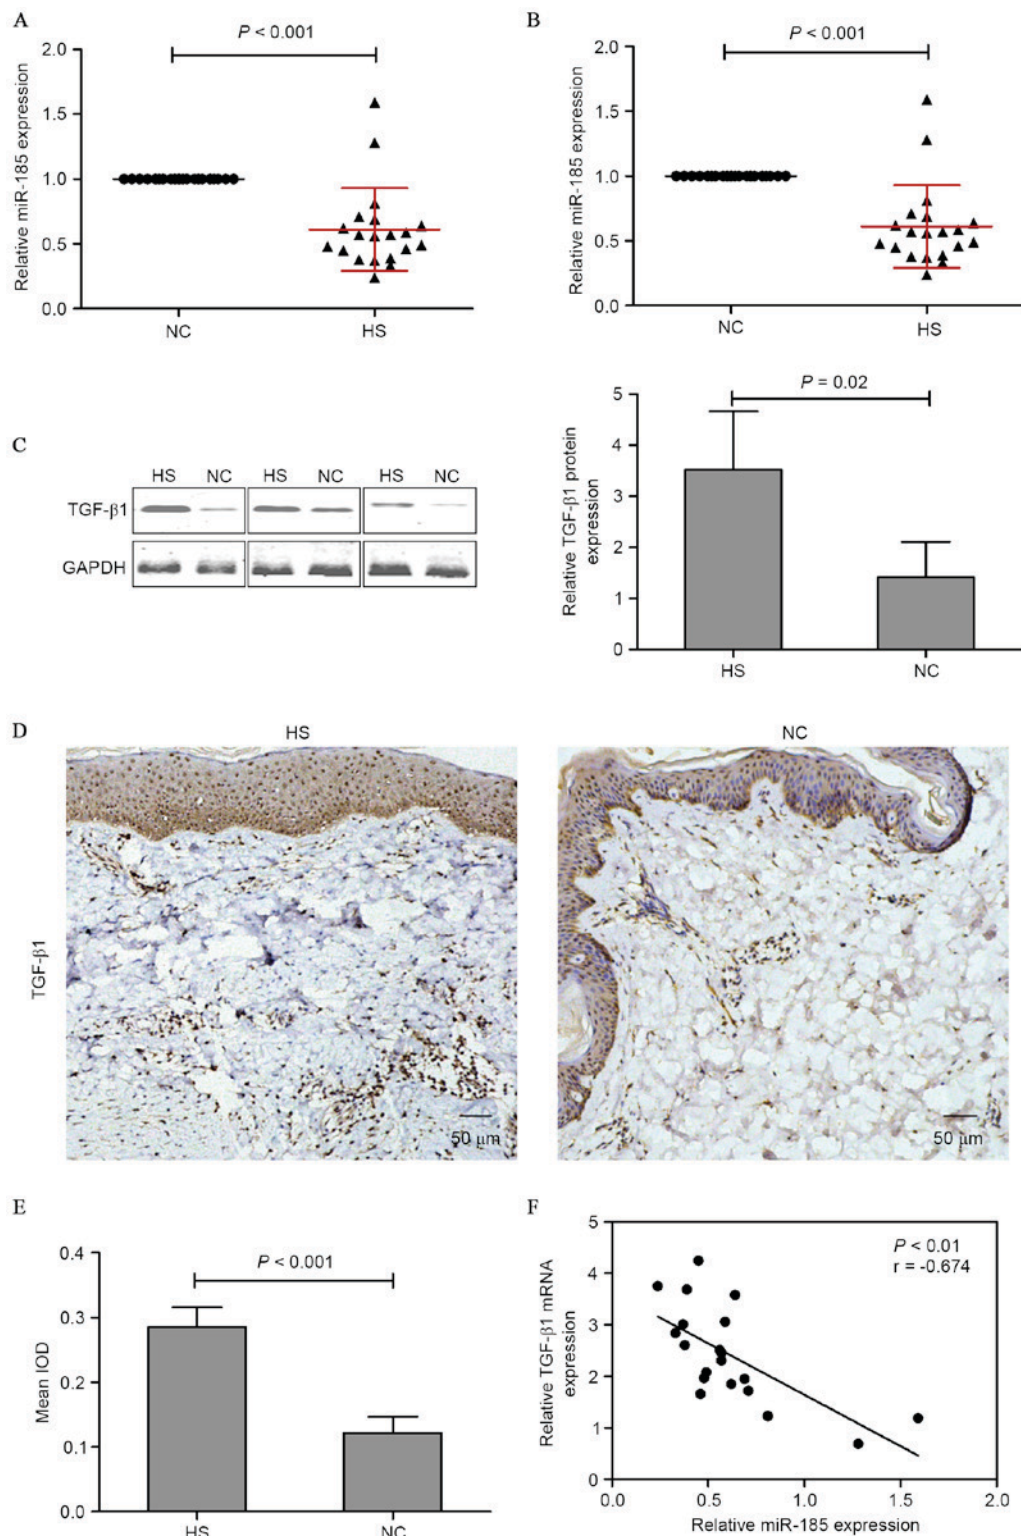 A
P < 0.001
Relative miR-185 expression
2.0
1.5
1.0
0.5
0.0
NC
HS
B
P < 0.001
Relative miR-185 expression
2.0
1.5
1.0
0.5
0.0
NC
HS
C
HS NC HS NC HS NC
TGF-β1
GAPDH
P = 0.02
Relative TGF-β1 protein
expression
5
4
3
2
1
0
HS
NC
D
HS
NC
TGF-β1
50 μm
50 μm
E
P < 0.001
Mean IOD
0.4
0.3
0.2
0.1
0.0
HS
NC
F
P < 0.01
r = -0.674
Relative TGF-β1 mRNA
expression
5
4
3
2
1
0
0.0 0.5 1.0 1.5 2.0
Relative miR-185 expression